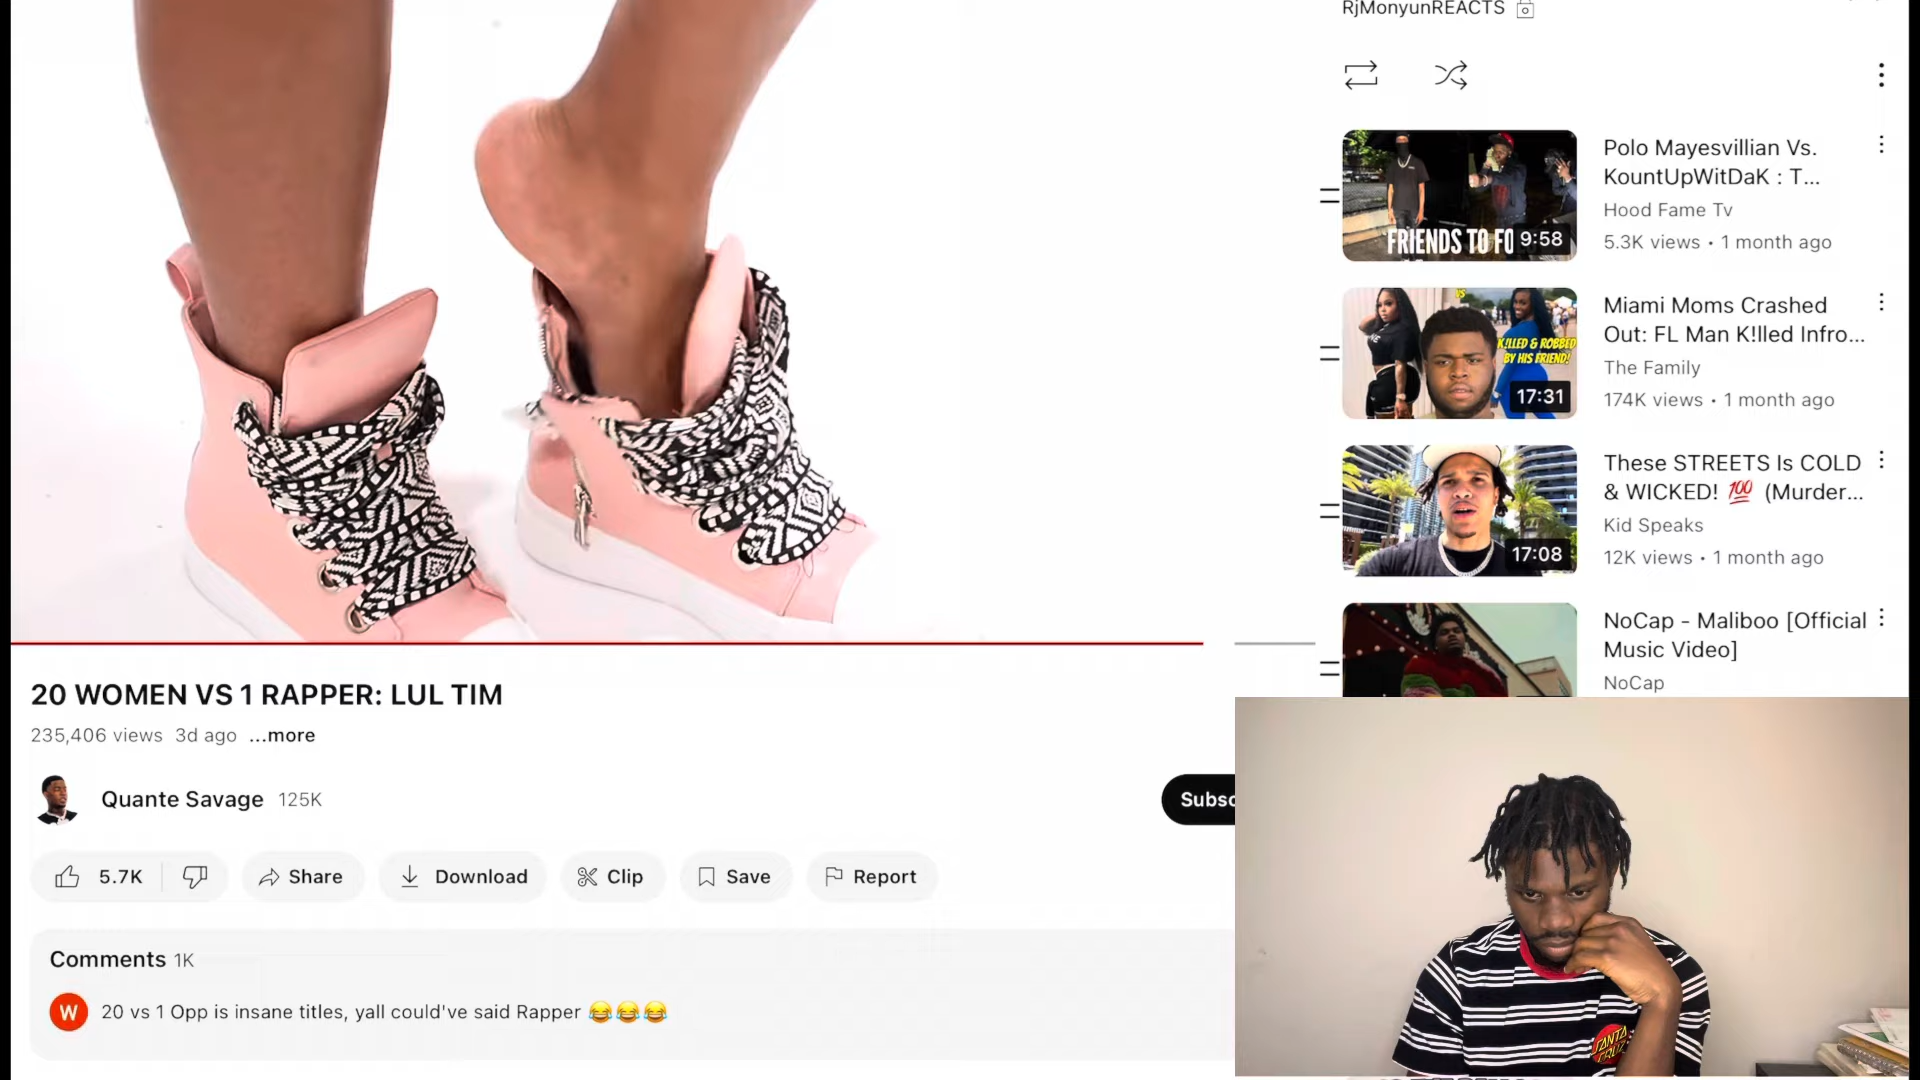 RjMonyunREACTS
FRIENDS TO FO
9:58
Polo Mayesvillian Vs.
KountUpWitDaK : T...
Hood Fame Tv
5.3K views • 1 month ago
VS
K!LLED & ROBBED
BY HIS FRIEND!
17:31
Miami Moms Crashed
Out: FL Man K!lled Infro...
The Family
174K views • 1 month ago
17:08
These STREETS Is COLD
& WICKED! 💯 (Murder...
Kid Speaks
12K views • 1 month ago
NoCap - Maliboo [Official
Music Video]
NoCap
20 WOMEN VS 1 RAPPER: LUL TIM
235,406 views 3d ago ...more
Quante Savage 125K
Subsc
5.7K Share Download Clip Save Report
Comments 1K
W 20 vs 1 Opp is insane titles, yall could've said Rapper 😂😂😂
SANTA
CRUZ